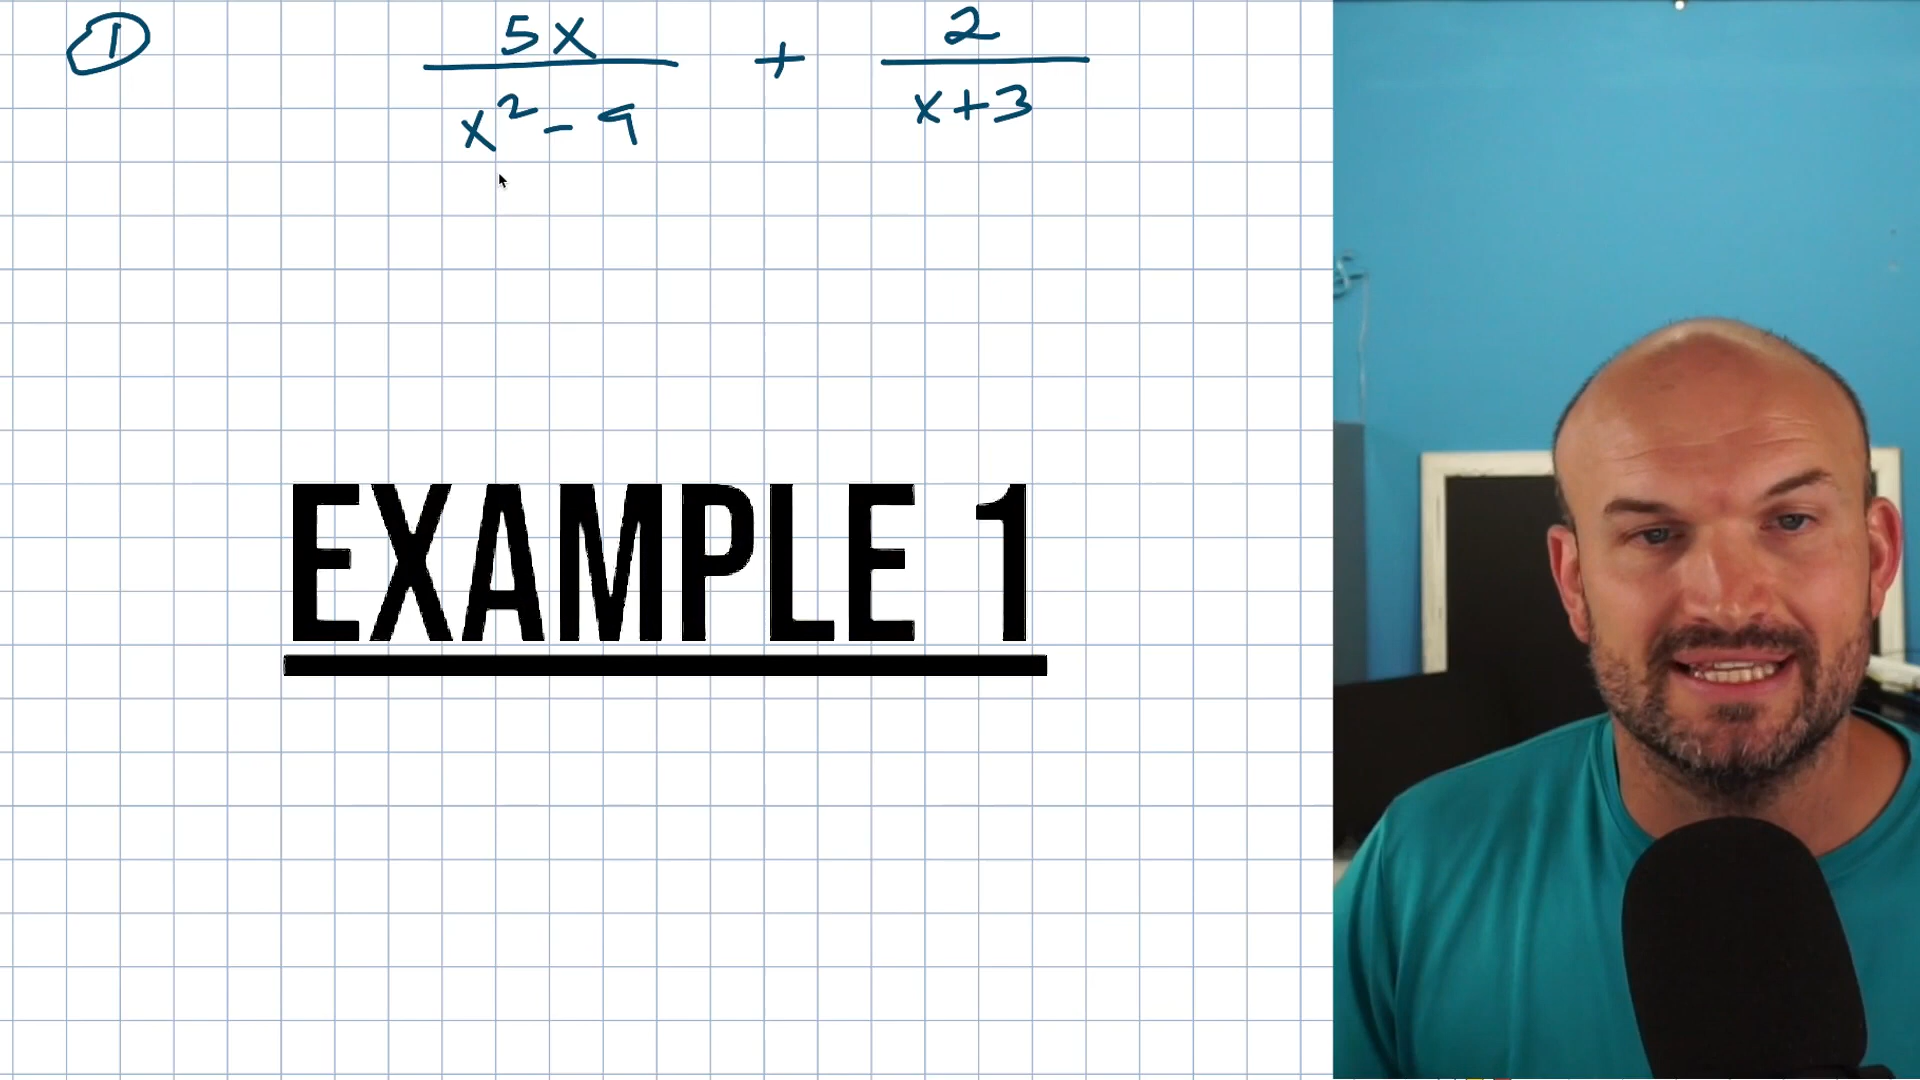 ① 5x/(x²-9) + 2/(x+3)
EXAMPLE 1